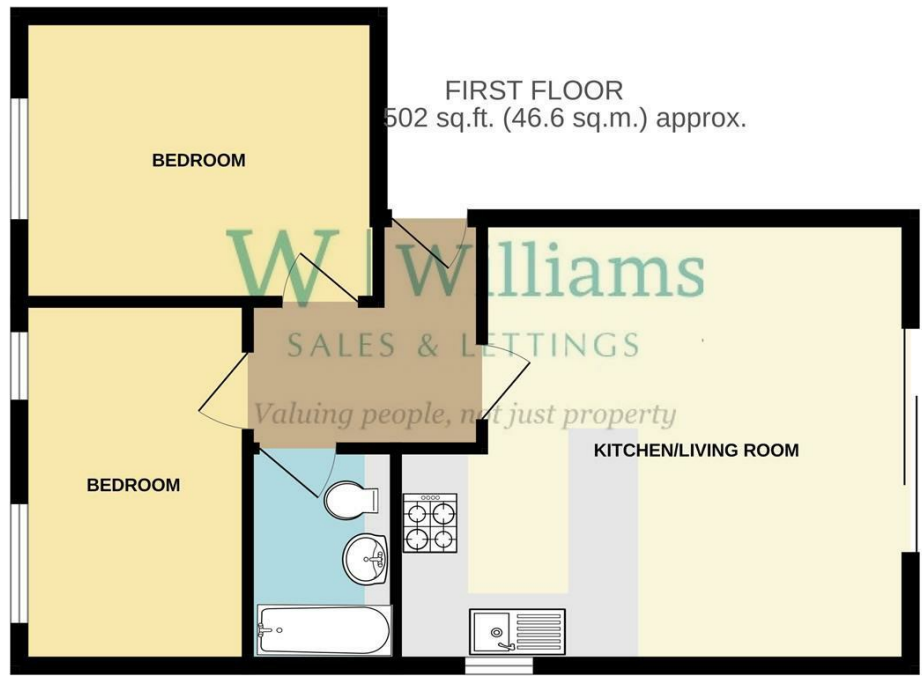 FIRST FLOOR
502 sq.ft. (46.6 sq.m.) approx.
BEDROOM
W | Williams
SALES & LETTINGS
Valuing people, not just property
KITCHEN/LIVING ROOM
BEDROOM